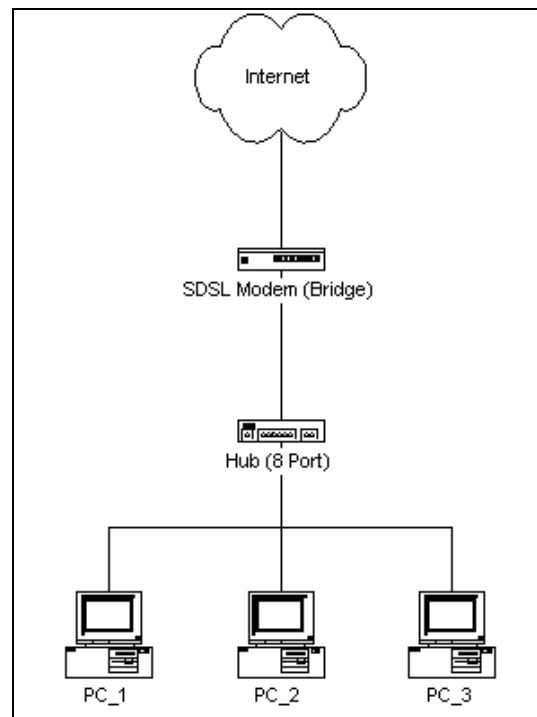 Internet
SDSL Modem (Bridge)
Hub (8 Port)
PC_1
PC_2
PC_3